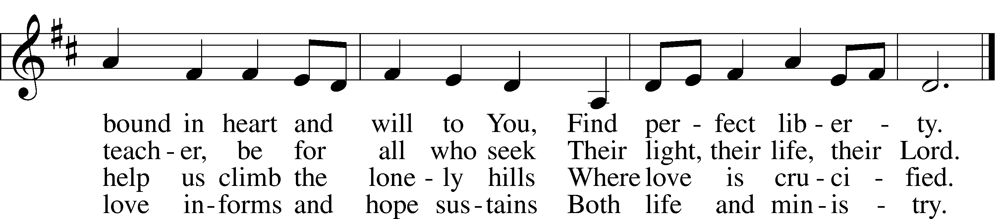 bound in heart and will to You, Find per - fect lib - er - ty.
teach - er, be for all who seek Their light, their life, their Lord.
help us climb the lone - ly hills Where love is cru - ci - fied.
love in - forms and hope sus - tains Both life and min - is - try.